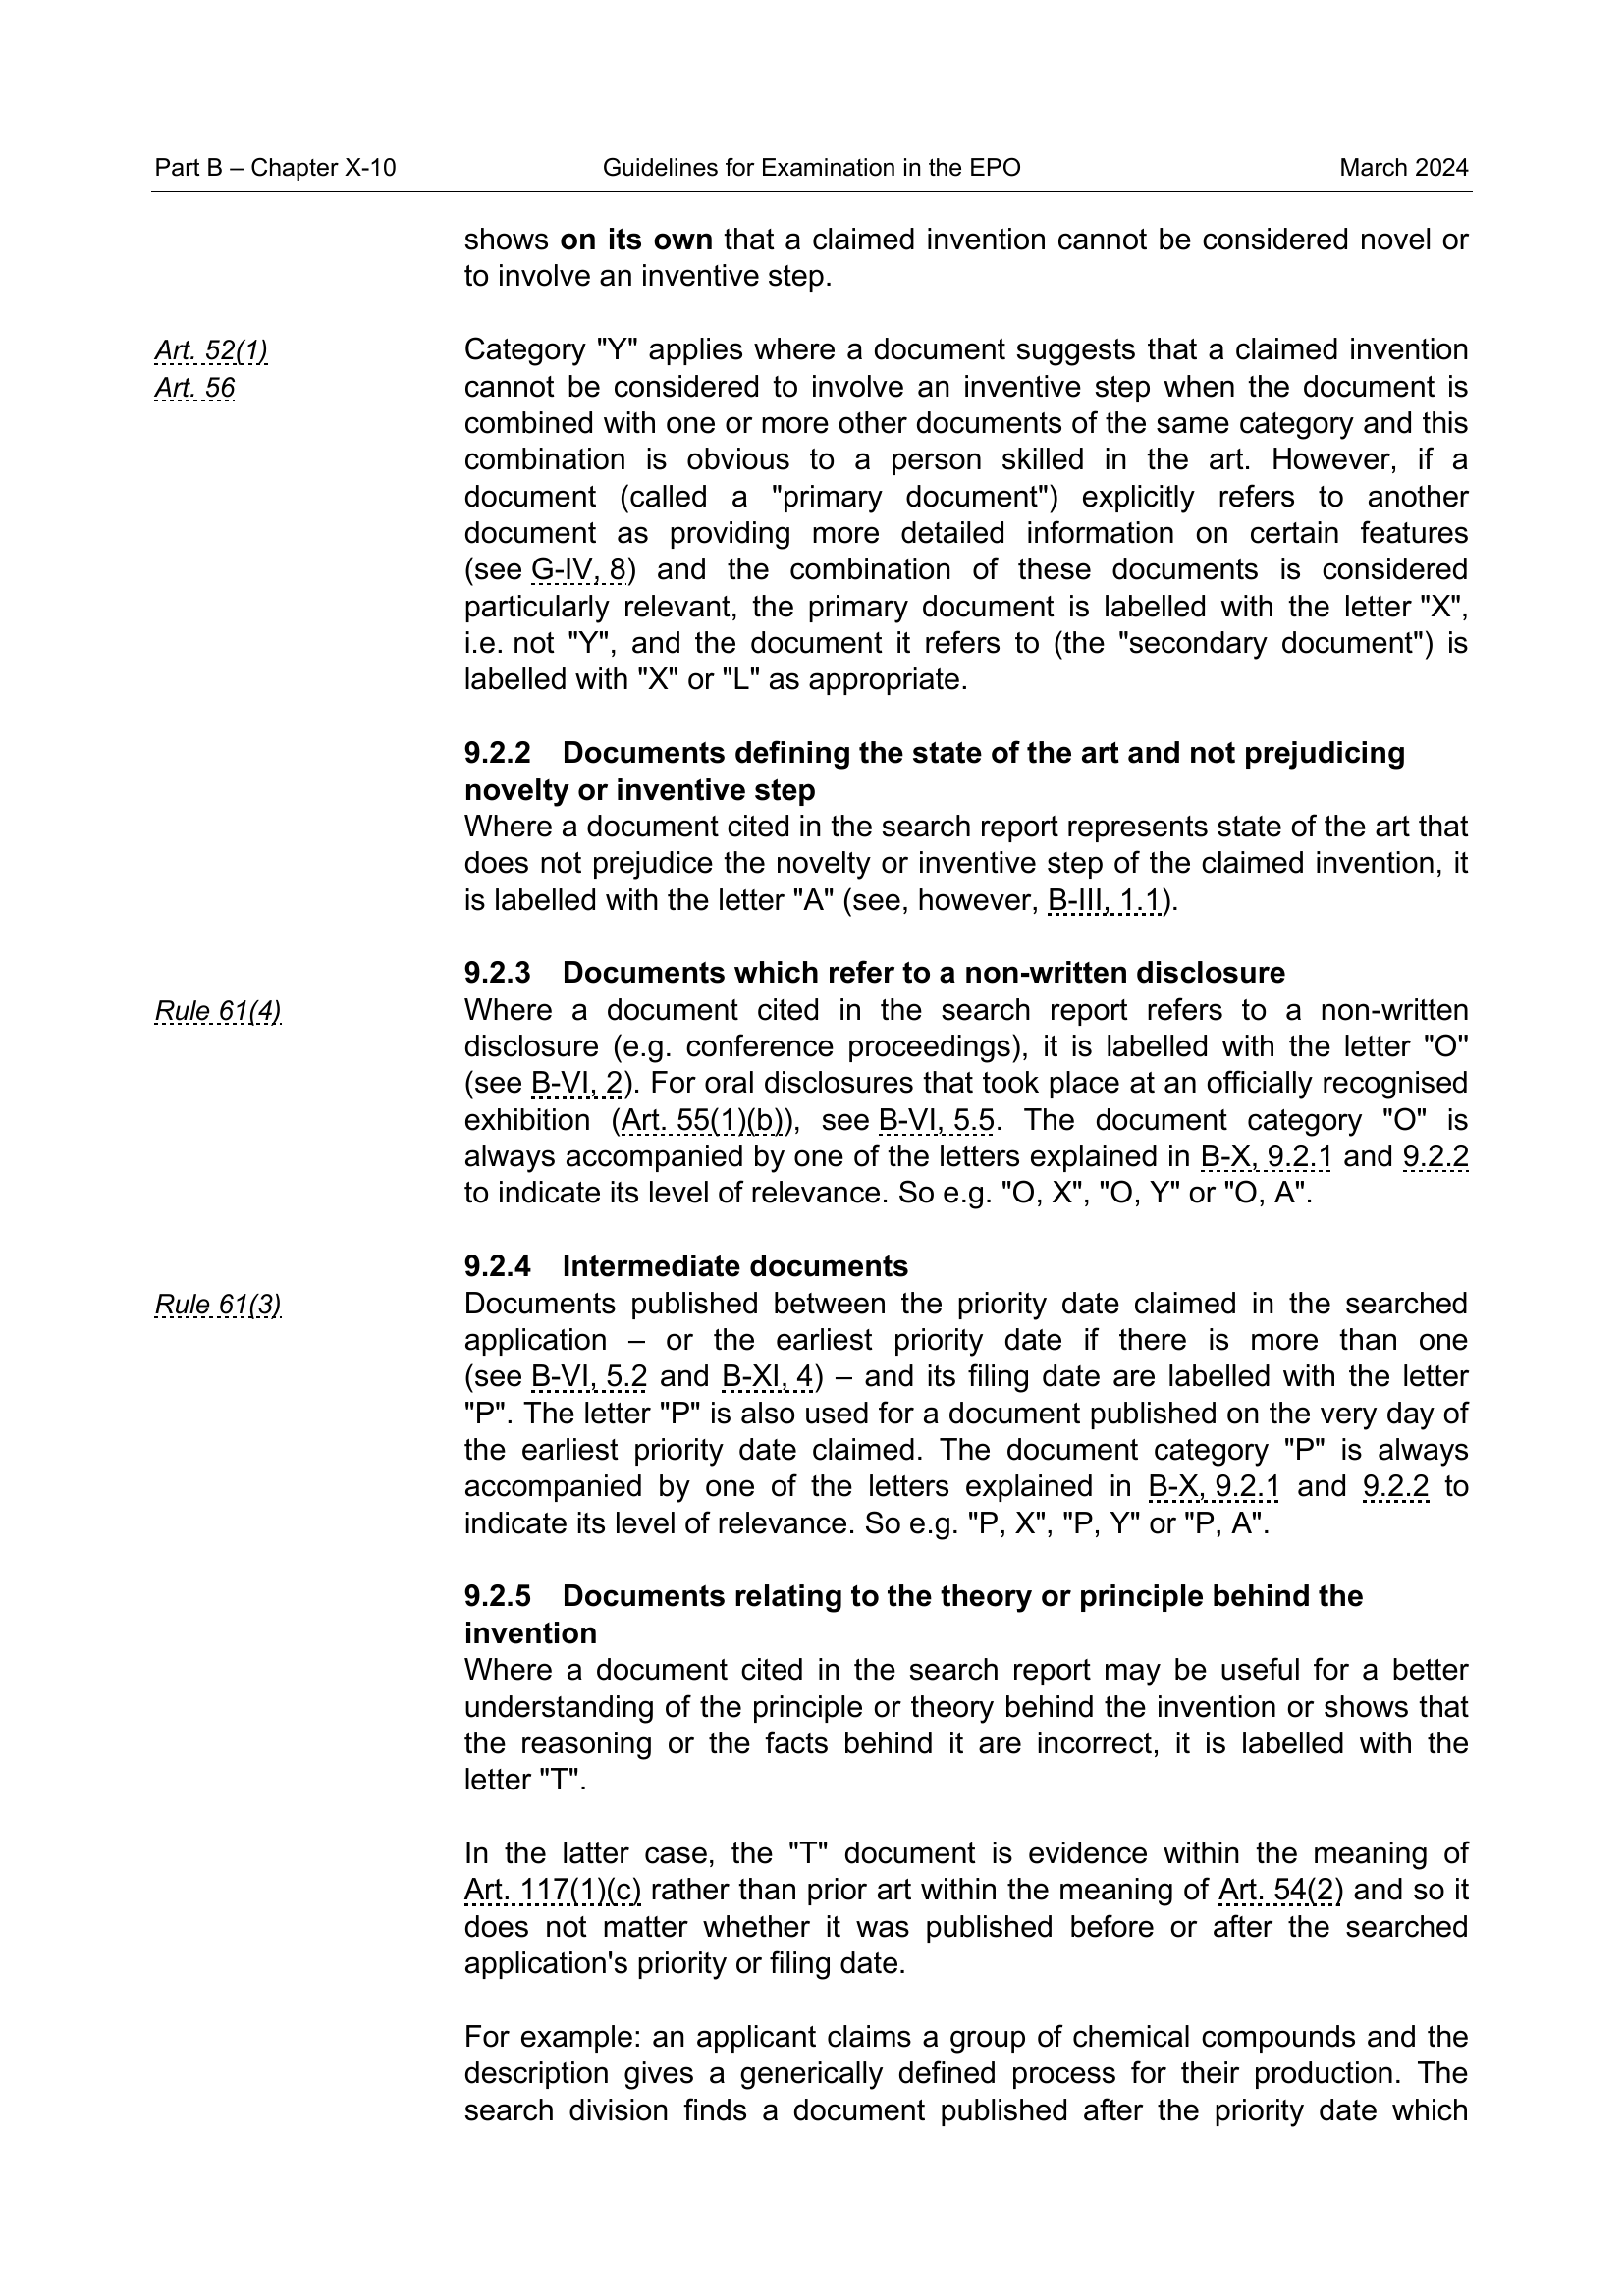 Part B – Chapter X-10 Guidelines for Examination in the EPO March 2024
shows on its own that a claimed invention cannot be considered novel or
to involve an inventive step.
Art. 52(1)
Art. 56
Category "Y" applies where a document suggests that a claimed invention
cannot be considered to involve an inventive step when the document is
combined with one or more other documents of the same category and this
combination is obvious to a person skilled in the art. However, if a
document (called a "primary document") explicitly refers to another
document as providing more detailed information on certain features
(see G-IV, 8) and the combination of these documents is considered
particularly relevant, the primary document is labelled with the letter "X",
i.e. not "Y", and the document it refers to (the "secondary document") is
labelled with "X" or "L" as appropriate.
9.2.2 Documents defining the state of the art and not prejudicing
novelty or inventive step
Where a document cited in the search report represents state of the art that
does not prejudice the novelty or inventive step of the claimed invention, it
is labelled with the letter "A" (see, however, B-III, 1.1).
9.2.3 Documents which refer to a non-written disclosure
Rule 61(4)
Where a document cited in the search report refers to a non-written
disclosure (e.g. conference proceedings), it is labelled with the letter "O"
(see B-VI, 2). For oral disclosures that took place at an officially recognised
exhibition (Art. 55(1)(b)), see B-VI, 5.5. The document category "O" is
always accompanied by one of the letters explained in B-X, 9.2.1 and 9.2.2
to indicate its level of relevance. So e.g. "O, X", "O, Y" or "O, A".
9.2.4 Intermediate documents
Rule 61(3)
Documents published between the priority date claimed in the searched
application – or the earliest priority date if there is more than one
(see B-VI, 5.2 and B-XI, 4) – and its filing date are labelled with the letter
"P". The letter "P" is also used for a document published on the very day of
the earliest priority date claimed. The document category "P" is always
accompanied by one of the letters explained in B-X, 9.2.1 and 9.2.2 to
indicate its level of relevance. So e.g. "P, X", "P, Y" or "P, A".
9.2.5 Documents relating to the theory or principle behind the
invention
Where a document cited in the search report may be useful for a better
understanding of the principle or theory behind the invention or shows that
the reasoning or the facts behind it are incorrect, it is labelled with the
letter "T".
In the latter case, the "T" document is evidence within the meaning of
Art. 117(1)(c) rather than prior art within the meaning of Art. 54(2) and so it
does not matter whether it was published before or after the searched
application's priority or filing date.
For example: an applicant claims a group of chemical compounds and the
description gives a generically defined process for their production. The
search division finds a document published after the priority date which